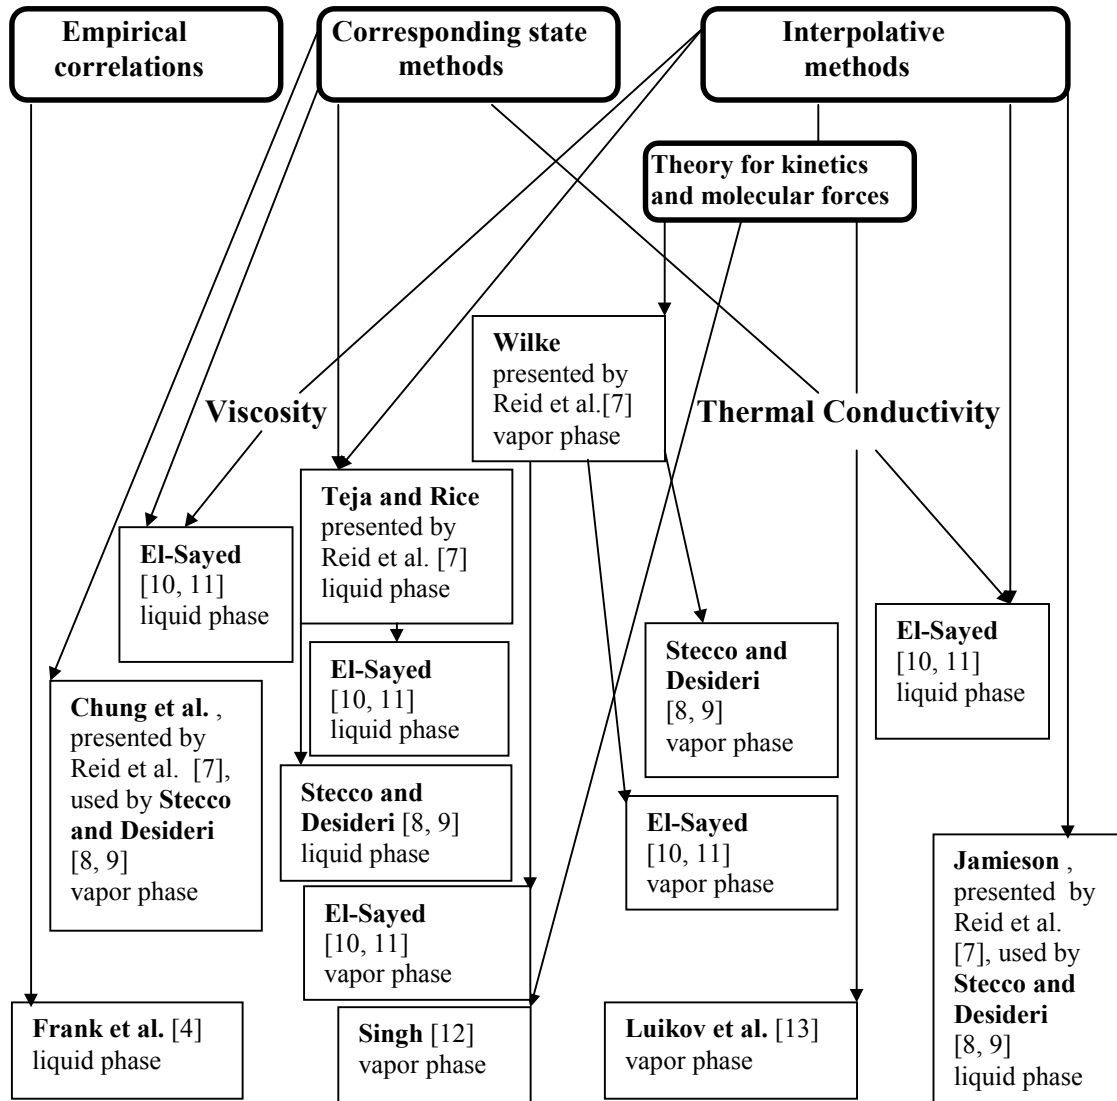 Empirical
correlations
Corresponding state
methods
Interpolative
methods
Theory for kinetics
and molecular forces
Wilke
presented by
Reid et al.[7]
vapor phase
Viscosity
Thermal Conductivity
Teja and Rice
presented by
Reid et al. [7]
liquid phase
El-Sayed
[10, 11]
liquid phase
El-Sayed
[10, 11]
liquid phase
Stecco and
Desideri
[8, 9]
vapor phase
El-Sayed
[10, 11]
liquid phase
Chung et al. ,
presented by
Reid et al. [7],
used by Stecco
and Desideri
[8, 9]
vapor phase
Stecco and
Desideri [8, 9]
liquid phase
El-Sayed
[10, 11]
vapor phase
Jamieson ,
presented by
Reid et al.
[7], used by
Stecco and
Desideri
[8, 9]
liquid phase
El-Sayed
[10, 11]
vapor phase
Frank et al. [4]
liquid phase
Singh [12]
vapor phase
Luikov et al. [13]
vapor phase